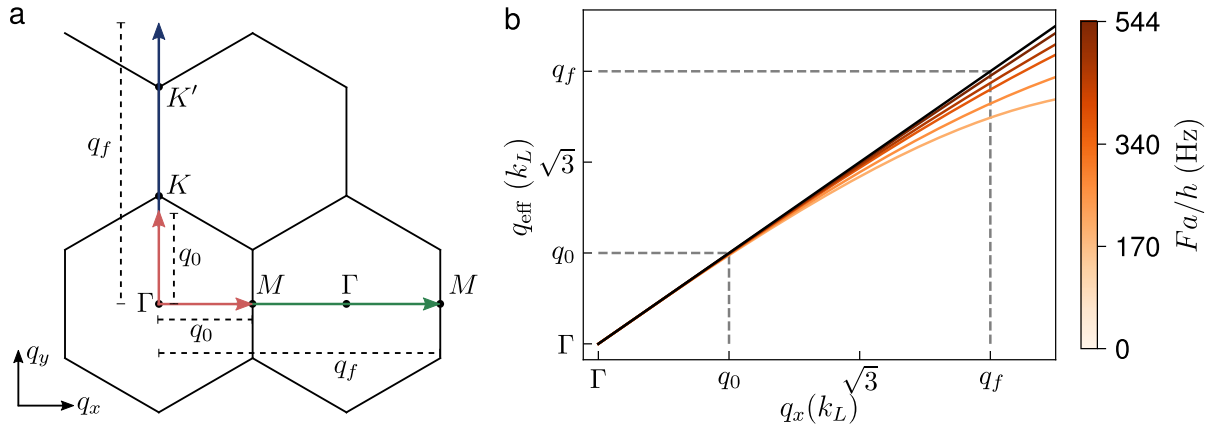 a
q_f
K′
K
q_0
Γ
M
Γ
M
q_0
q_f
q_y
q_x
b
q_eff (k_L)
q_f
√3
q_0
Γ
Γ
q_0
√3
q_f
q_x(k_L)
544
340
170
0
Fa/h (Hz)